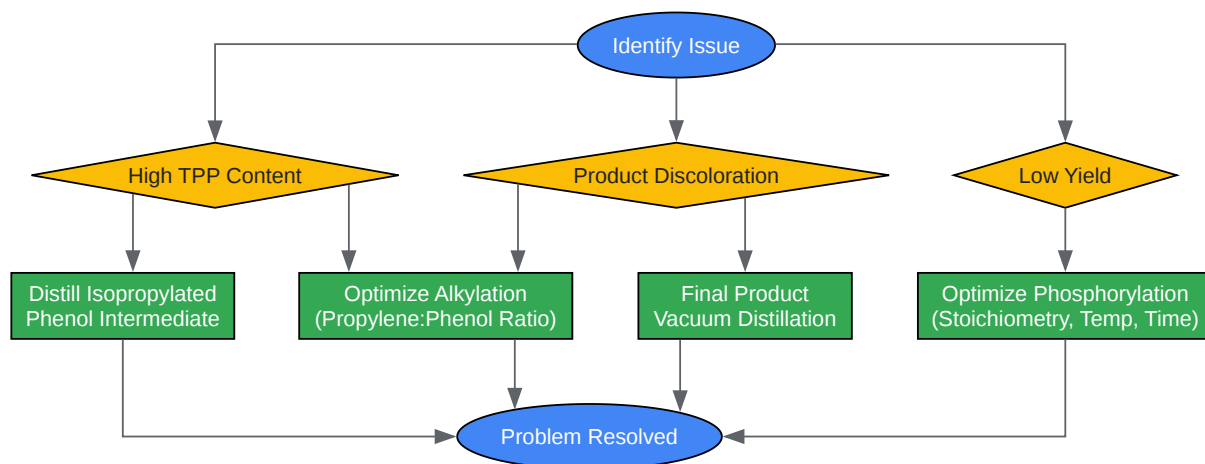 Identify Issue
High TPP Content
Product Discoloration
Low Yield
Distill Isopropylated
Phenol Intermediate
Optimize Alkylation
(Propylene:Phenol Ratio)
Final Product
Vacuum Distillation
Optimize Phosphorylation
(Stoichiometry, Temp, Time)
Problem Resolved